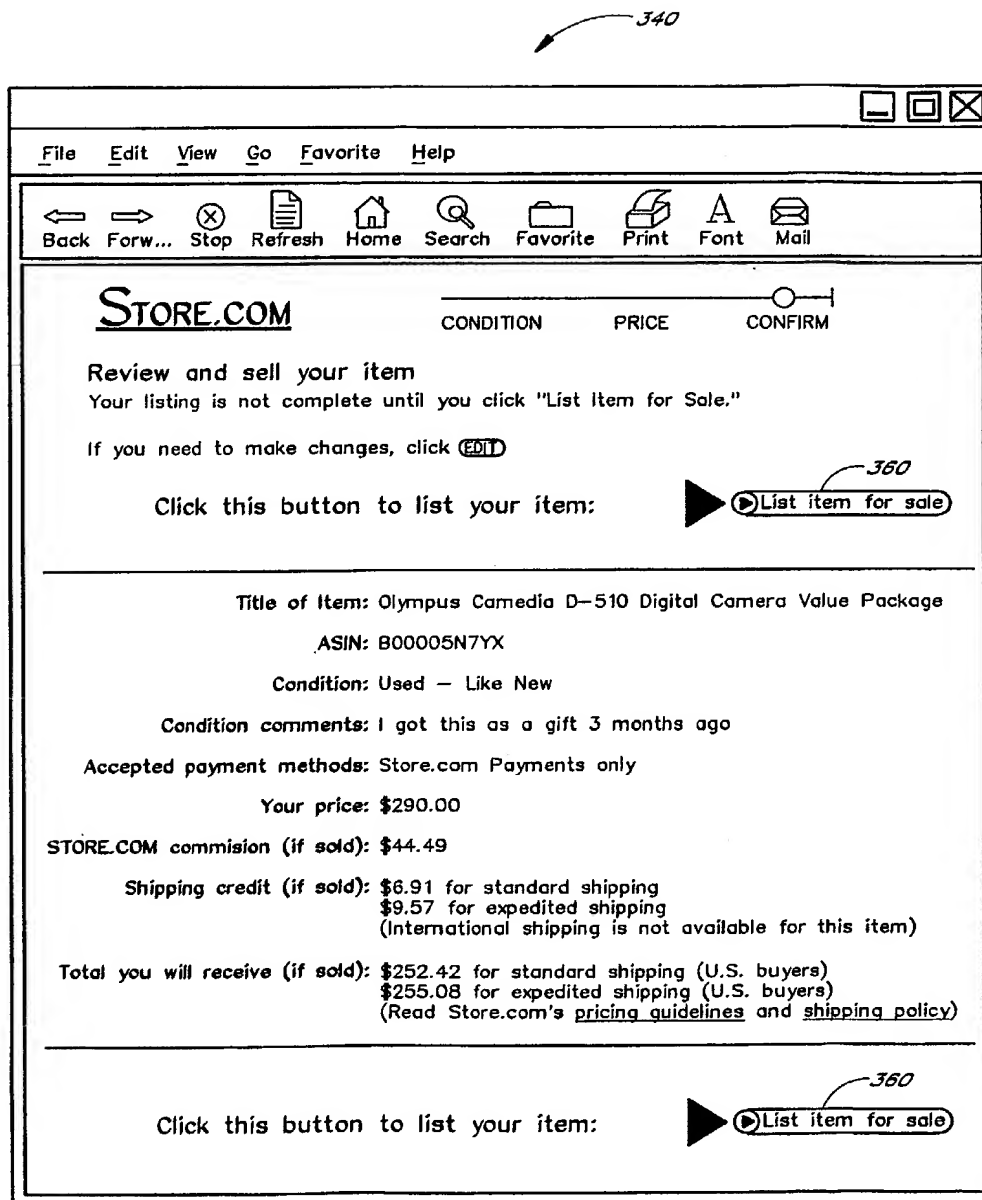 340
File Edit View Go Favorite Help
Back Forw... Stop Refresh Home Search Favorite Print Font Mail
STORE.COM
CONDITION PRICE CONFIRM
Review and sell your item
Your listing is not complete until you click "List Item for Sale."
If you need to make changes, click EDIT
360
Click this button to list your item: List item for sale
Title of Item: Olympus Camedia D-510 Digital Camera Value Package
ASIN: B00005N7YX
Condition: Used - Like New
Condition comments: I got this as a gift 3 months ago
Accepted payment methods: Store.com Payments only
Your price: $290.00
STORE.COM commision (if sold): $44.49
Shipping credit (if sold): $6.91 for standard shipping
$9.57 for expedited shipping
(International shipping is not available for this item)
Total you will receive (if sold): $252.42 for standard shipping (U.S. buyers)
$255.08 for expedited shipping (U.S. buyers)
(Read Store.com's pricing guidelines and shipping policy)
360
Click this button to list your item: List item for sale